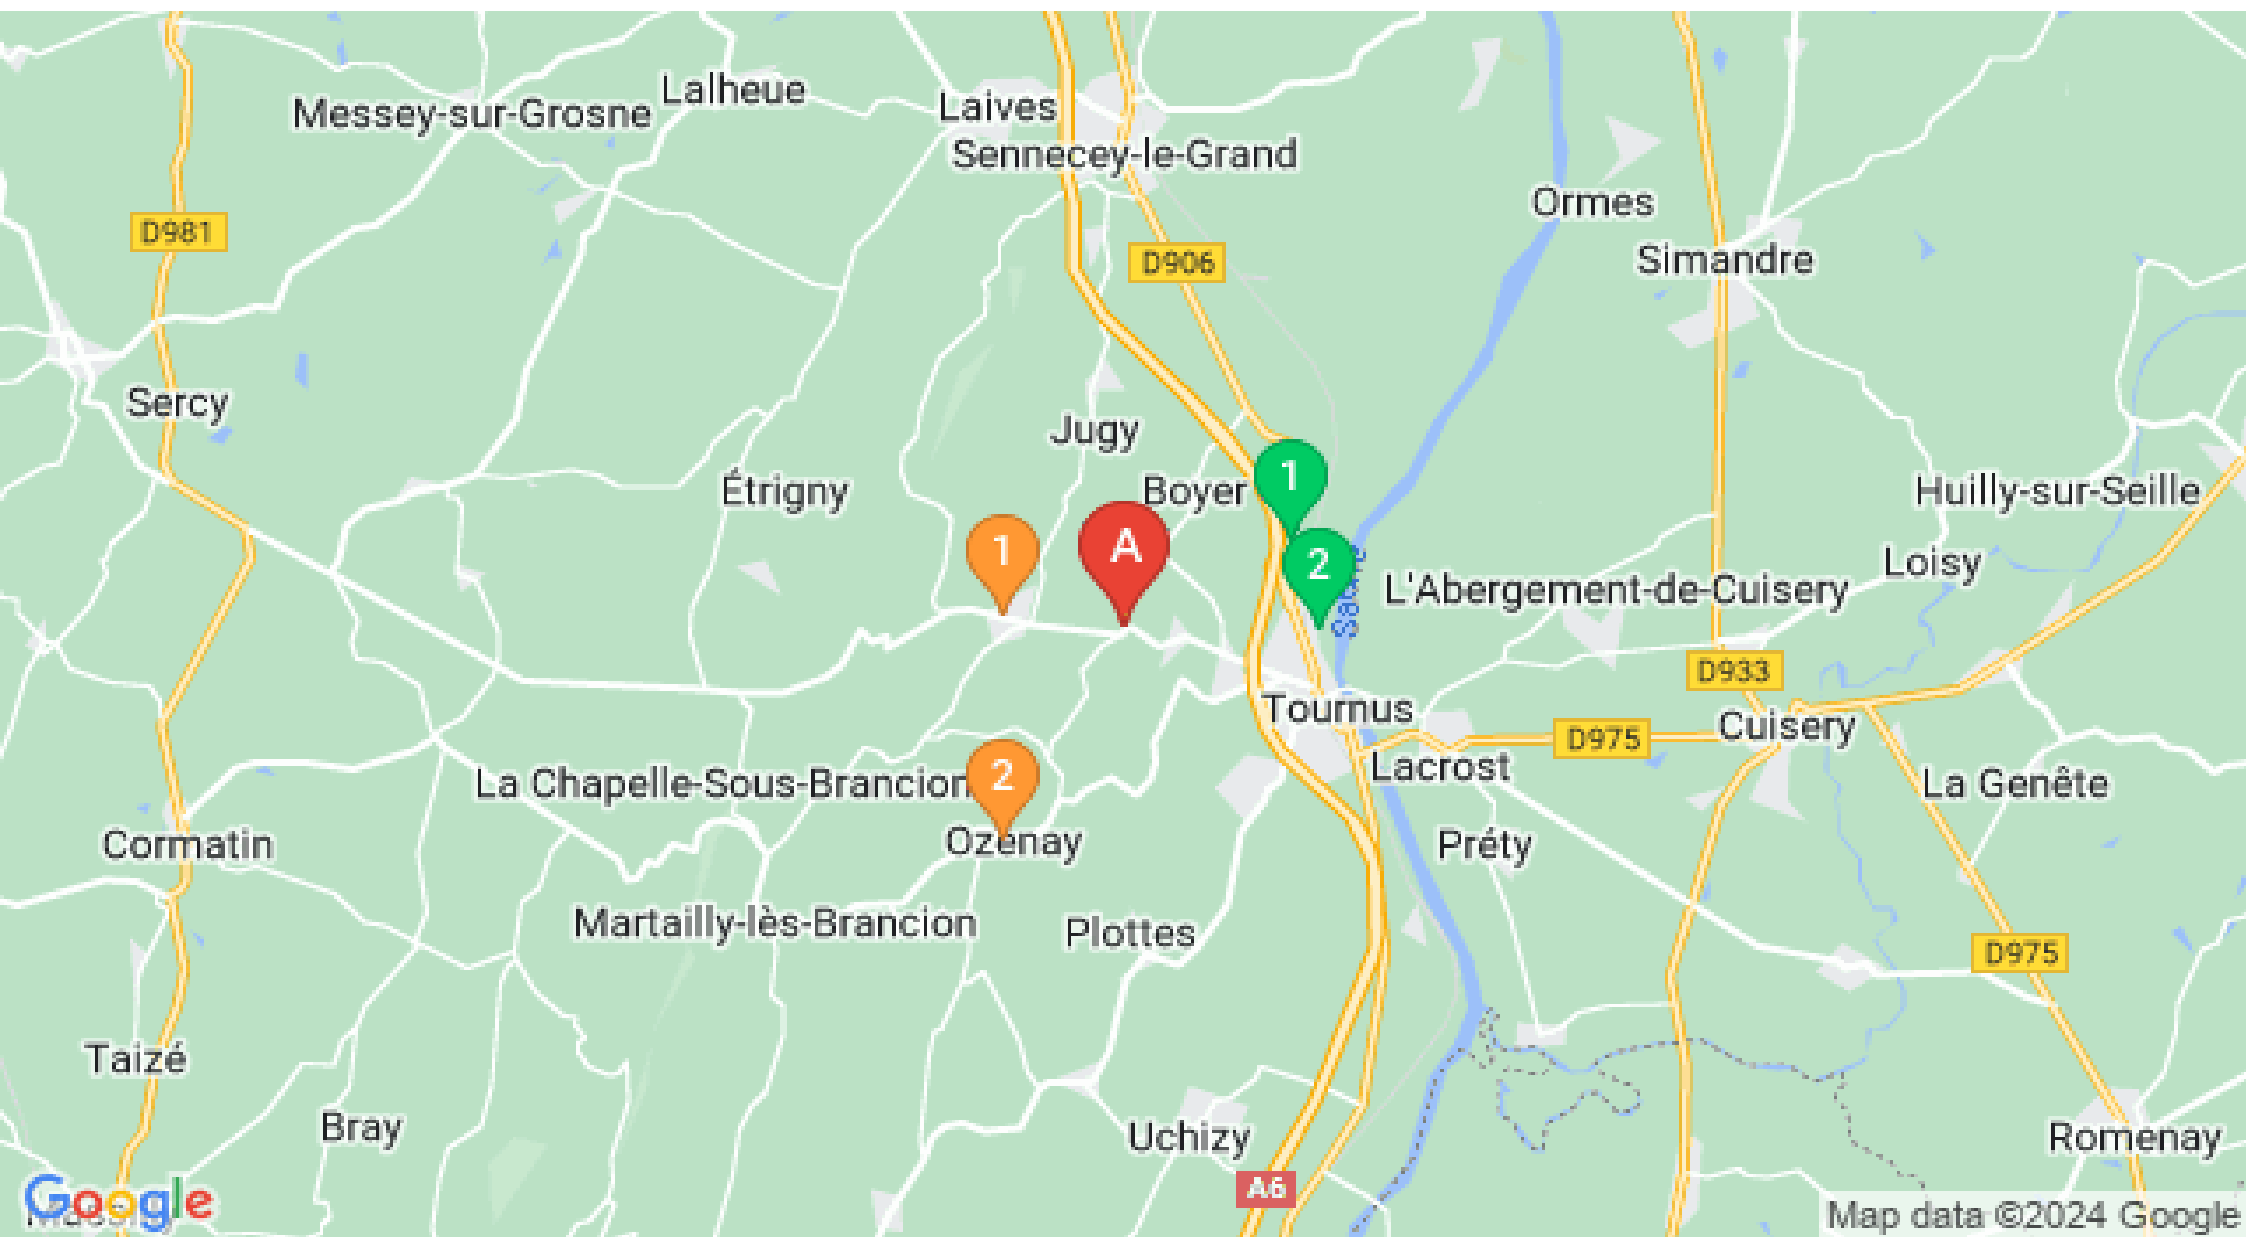 Lalheue
Messey-sur-Grosne
Laives
Sennecey-le-Grand
Ormes
D981
D906
Simandre
Sercy
Jugy
1
Étrigny
Boyer
Huilly-sur-Seille
1
A
2
Saône
L'Abergement-de-Cuisery
Loisy
D933
Tournus
Cuisery
D975
2
La Chapelle-Sous-Brancion
Lacrost
La Genête
Cormatin
Ozenay
Préty
Martailly-lès-Brancion
Plottes
D975
Taizé
Bray
Uchizy
Romenay
A6
Google
Map data ©2024 Google